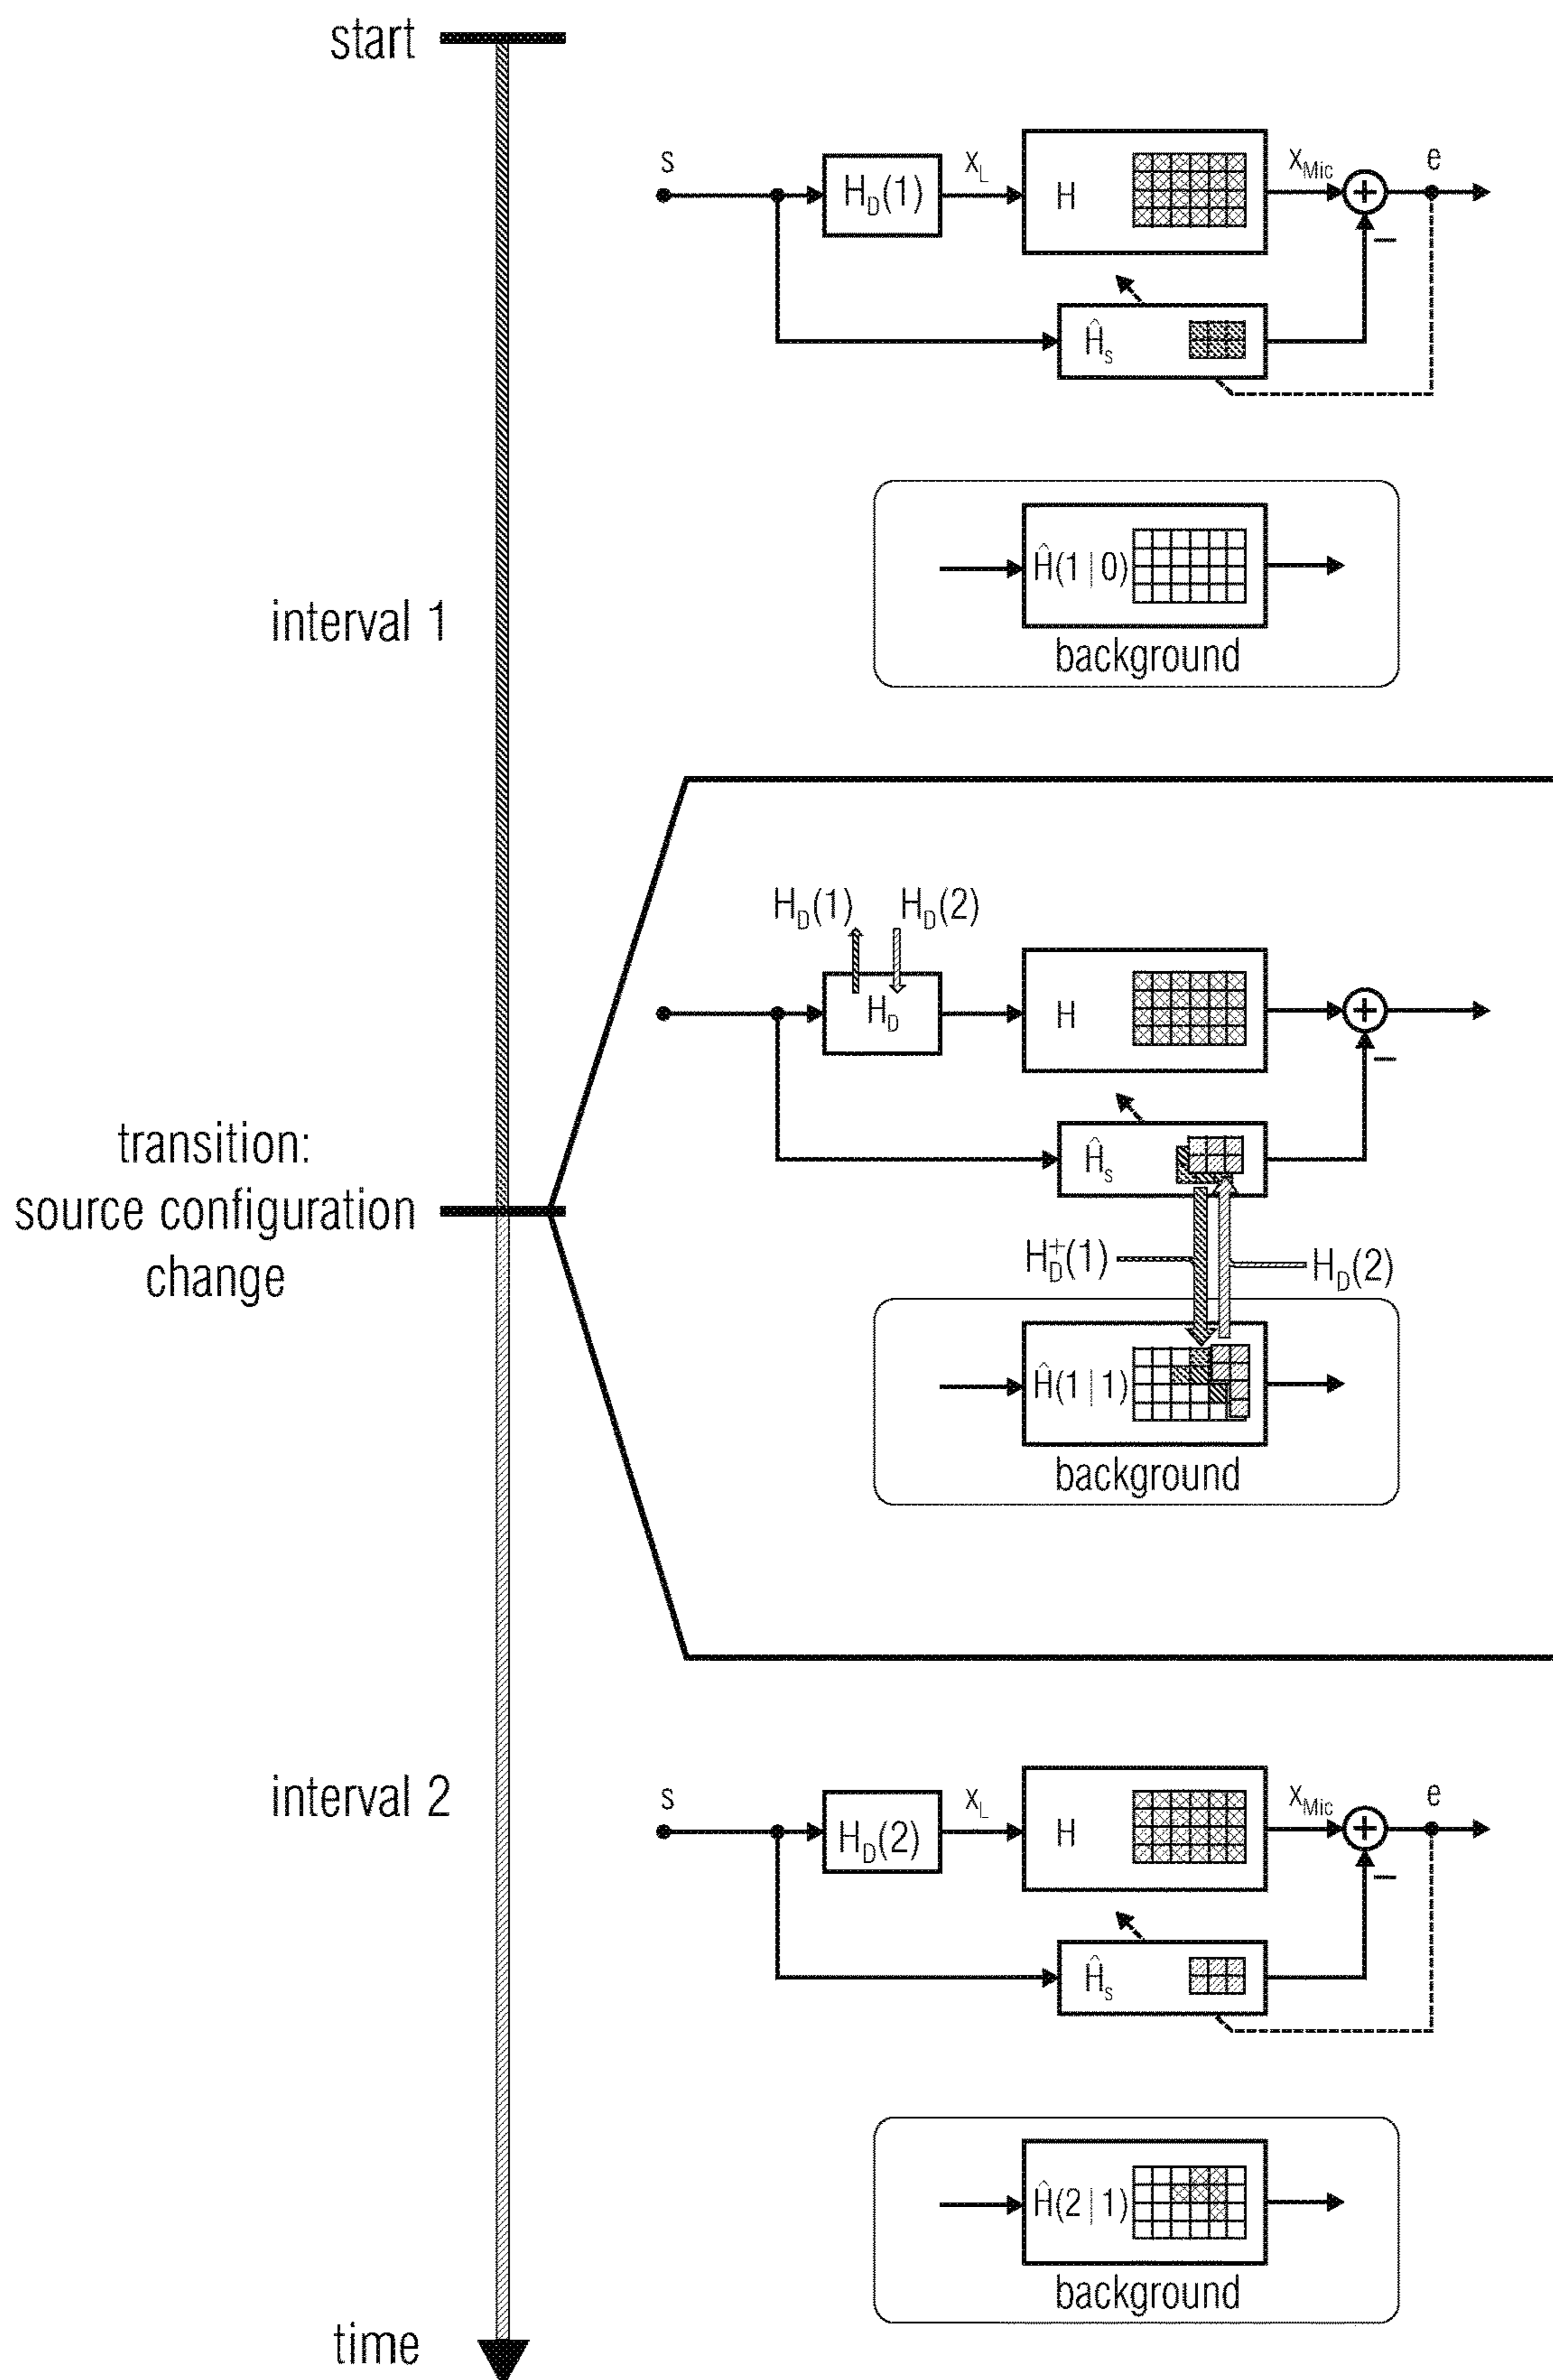 start
s
H_D(1)
x_L
H
x_Mic
+
e
−
Ĥ_s
interval 1
Ĥ(1|0)
background
H_D(1)
H_D(2)
H_D
H
+
−
transition:
source configuration
change
Ĥ_s
H_D^+(1)
H_D(2)
Ĥ(1|1)
background
interval 2
s
H_D(2)
x_L
H
x_Mic
+
e
−
Ĥ_s
Ĥ(2|1)
background
time